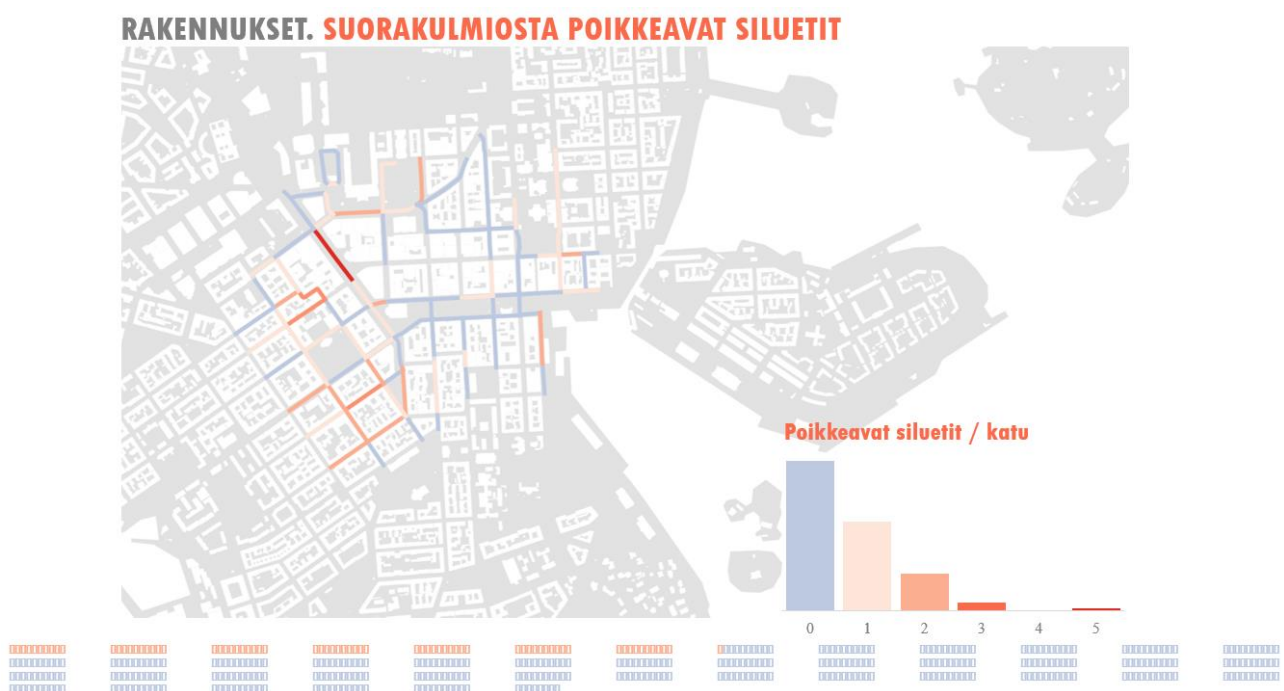 RAKENNUKSET. SUORAKULMIOSTA POIKKEAVAT SILUETIT
Poikkeavat siluetit / katu
0 1 2 3 4 5